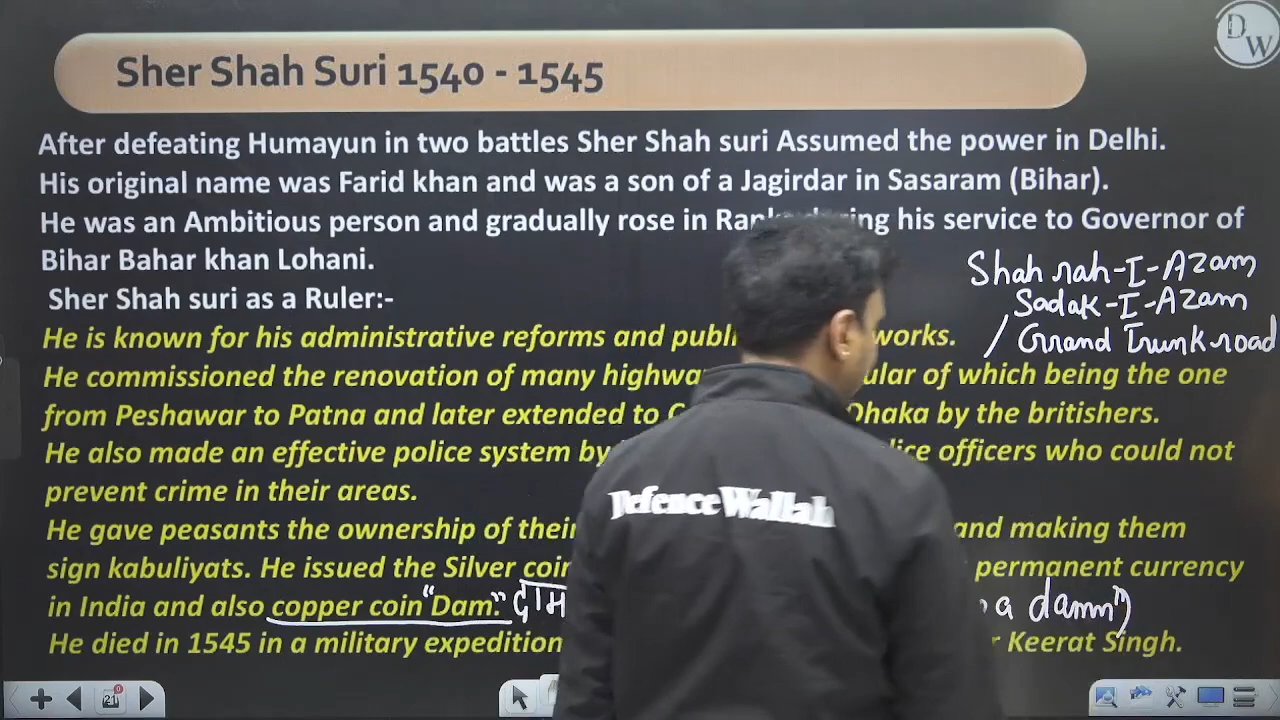 D W
Sher Shah Suri 1540 - 1545
After defeating Humayun in two battles Sher Shah suri Assumed the power in Delhi.
His original name was Farid khan and was a son of a Jagirdar in Sasaram (Bihar).
He was an Ambitious person and gradually rose in his service to Governor of
Bihar Bahar khan Lohani.
Shah rah-I-Azam
Sher Shah suri as a Ruler:-
Sadak-I-Azam
He is known for his administrative reforms and works.
/ Grand Trunk road
He commissioned the renovation of many of which being the one
from Peshawar to Patna and later extended to Dhaka by the britishers.
He also made an effective police system by officers who could not
prevent crime in their areas.
DefenceWallah
He gave peasants the ownership of and making them
sign kabuliyats. He issued the Silver permanent currency
in India and also copper coin "Dam." दाम a damn"
He died in 1545 in a military expedition Keerat Singh.
21